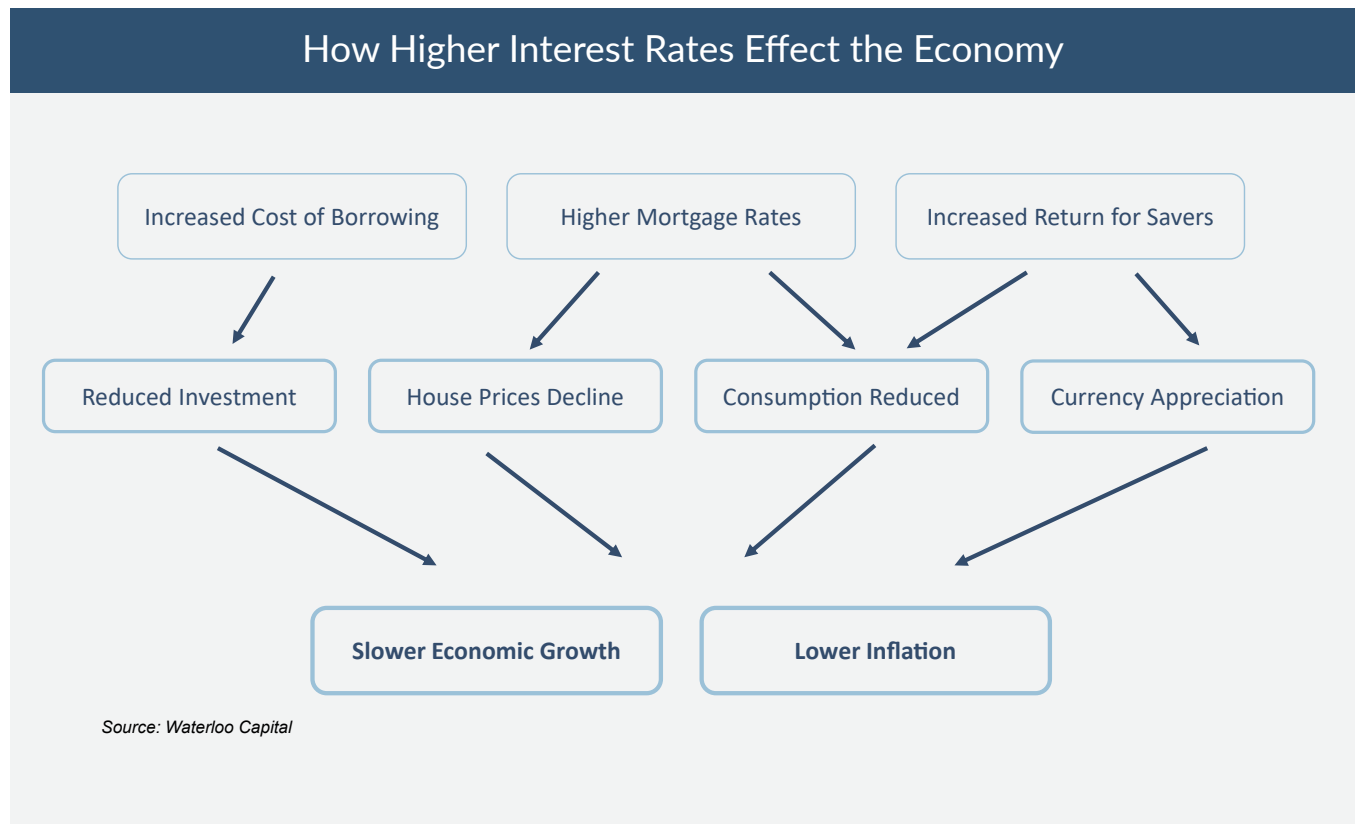 How Higher Interest Rates Effect the Economy
Increased Cost of Borrowing
Higher Mortgage Rates
Increased Return for Savers
Reduced Investment
House Prices Decline
Consumption Reduced
Currency Appreciation
Slower Economic Growth
Lower Inflation
Source: Waterloo Capital